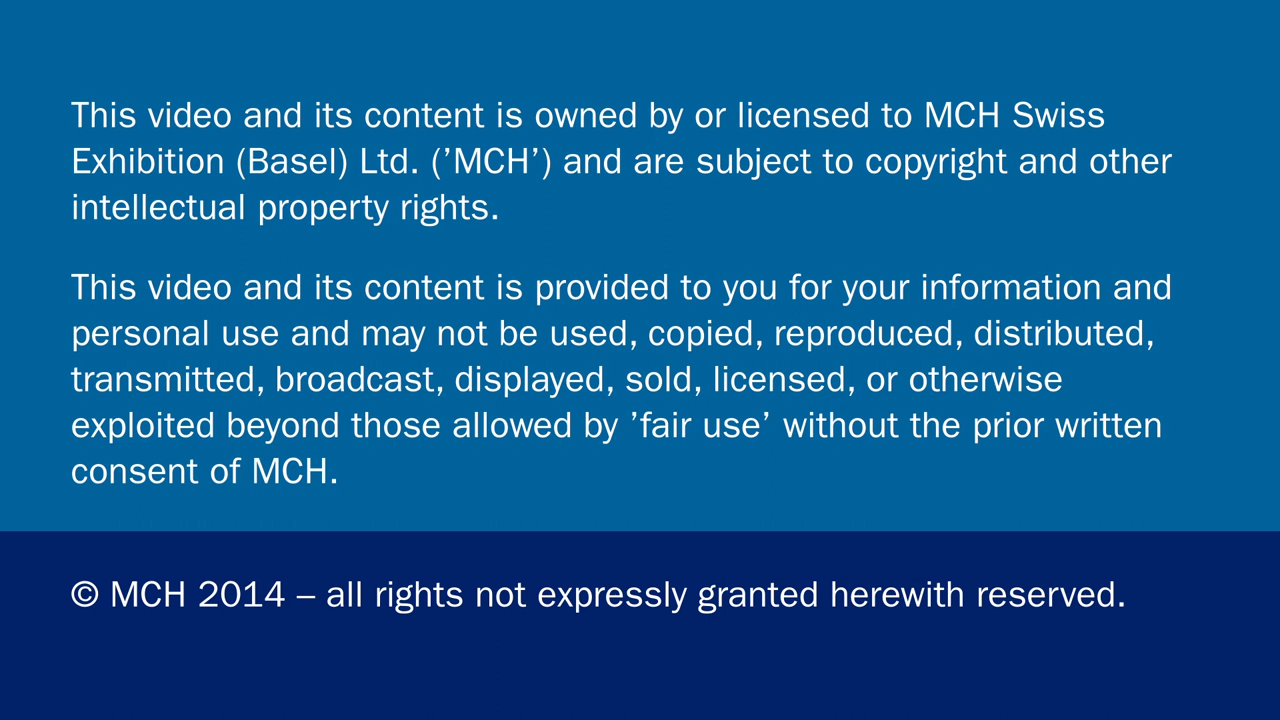 This video and its content is owned by or licensed to MCH Swiss
Exhibition (Basel) Ltd. (’MCH’) and are subject to copyright and other
intellectual property rights.
This video and its content is provided to you for your information and
personal use and may not be used, copied, reproduced, distributed,
transmitted, broadcast, displayed, sold, licensed, or otherwise
exploited beyond those allowed by ’fair use’ without the prior written
consent of MCH.
© MCH 2014 – all rights not expressly granted herewith reserved.